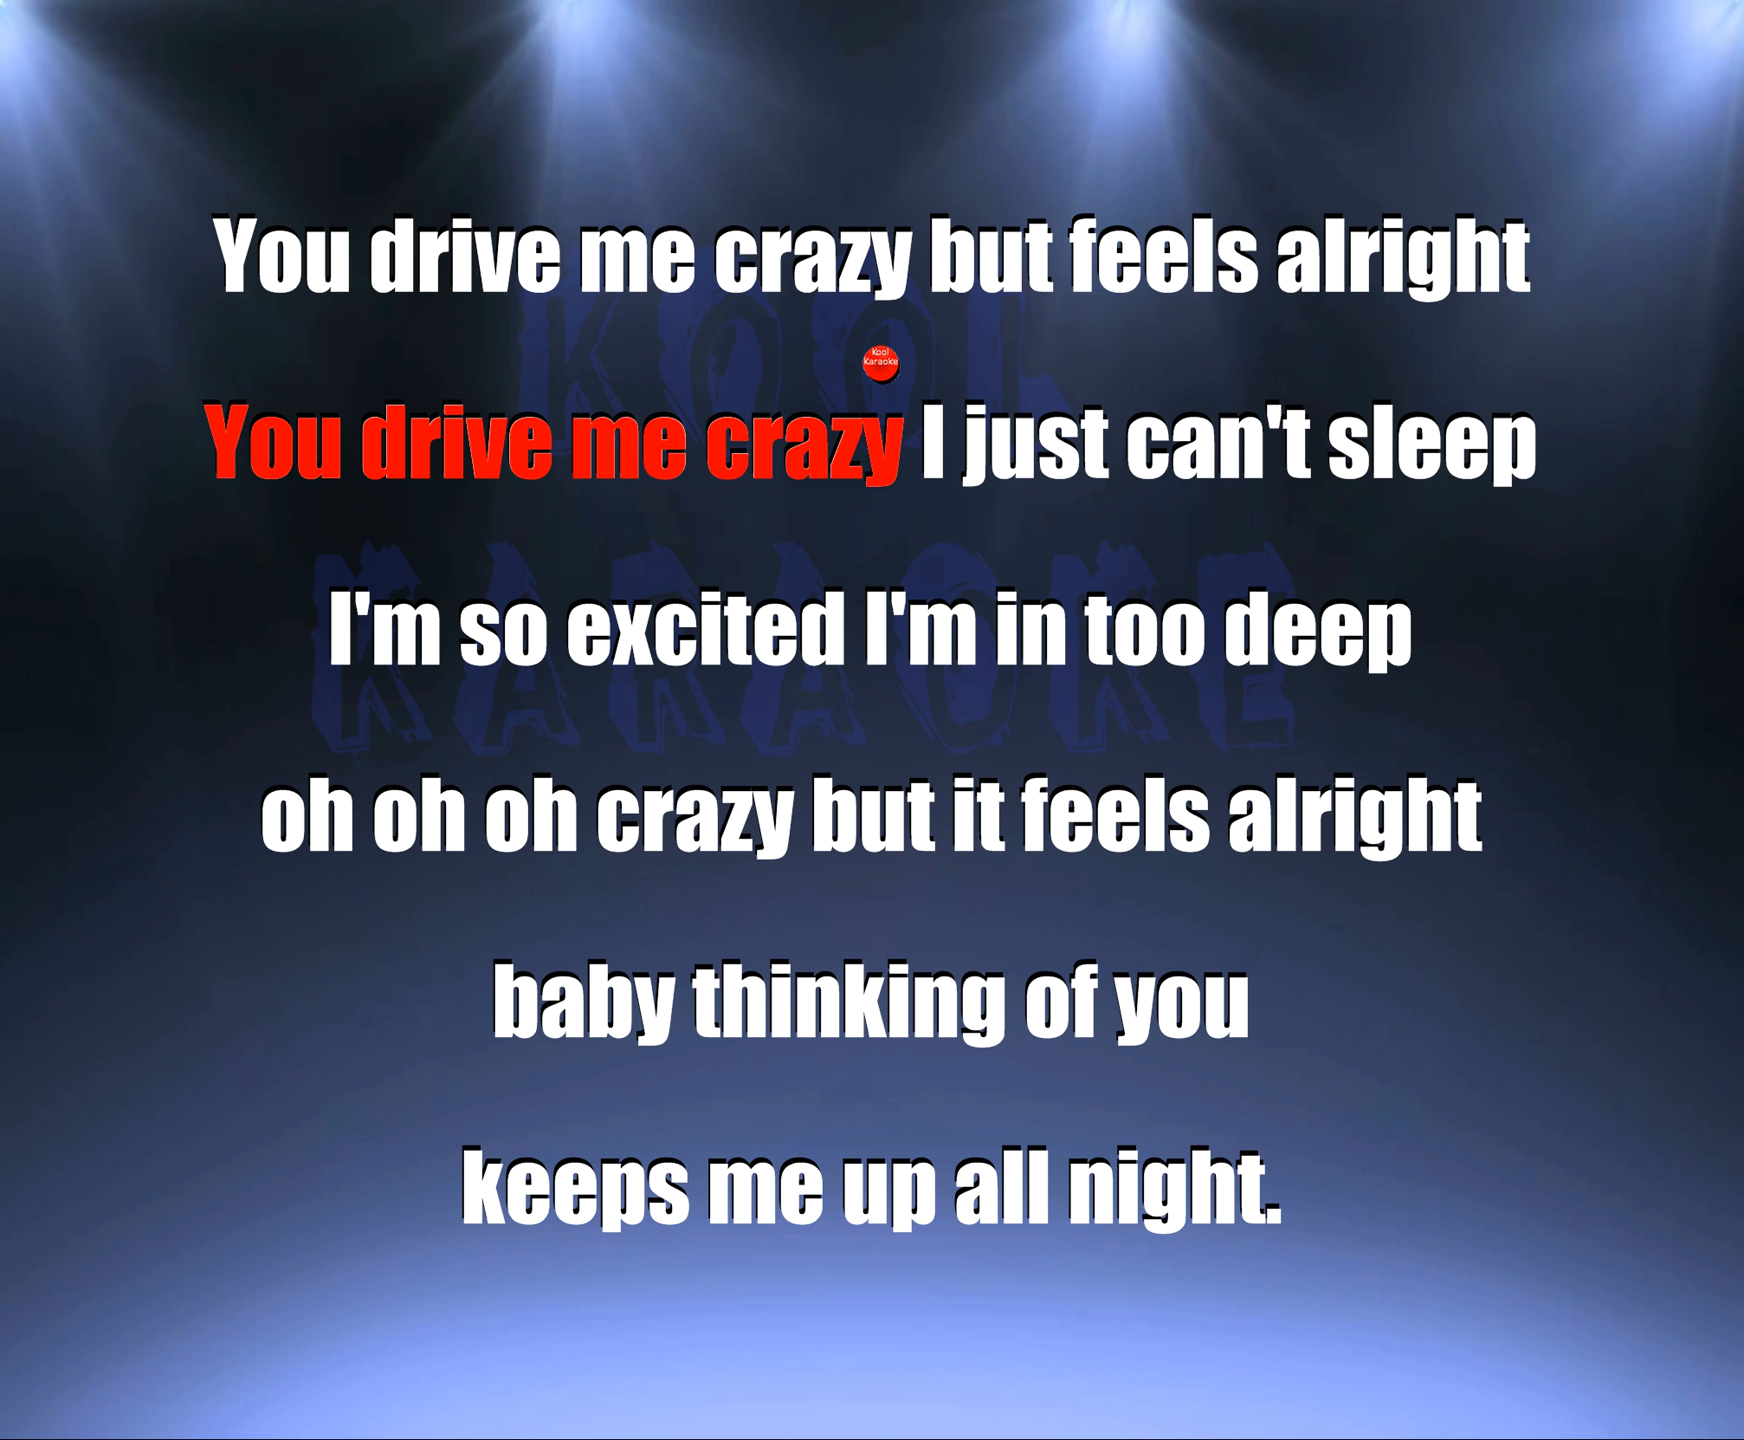 You drive me crazy but feels alright
Kool
Karaoke
You drive me crazy I just can't sleep
KOOL
I'm so excited I'm in too deep
KARAOKE
oh oh oh crazy but it feels alright
baby thinking of you
keeps me up all night.